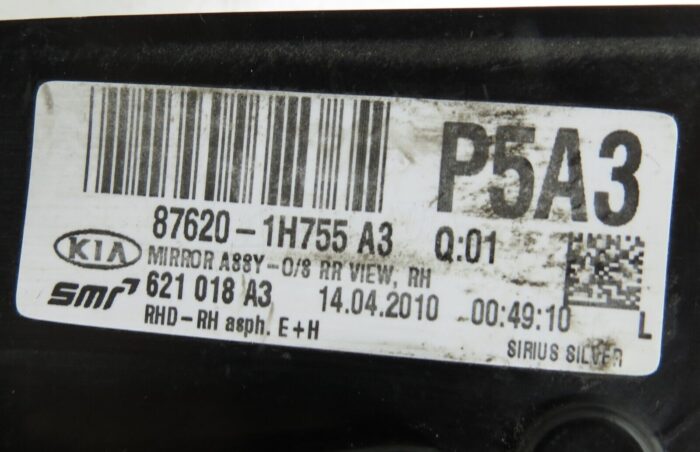 P5A3
87620-1H755 A3 Q:01
KIA MIRROR ASSY-O/S RR VIEW, RH
smr 621 018 A3 14.04.2010 00:49:10 L
RHD-RH asph. E+H SIRIUS SILVER